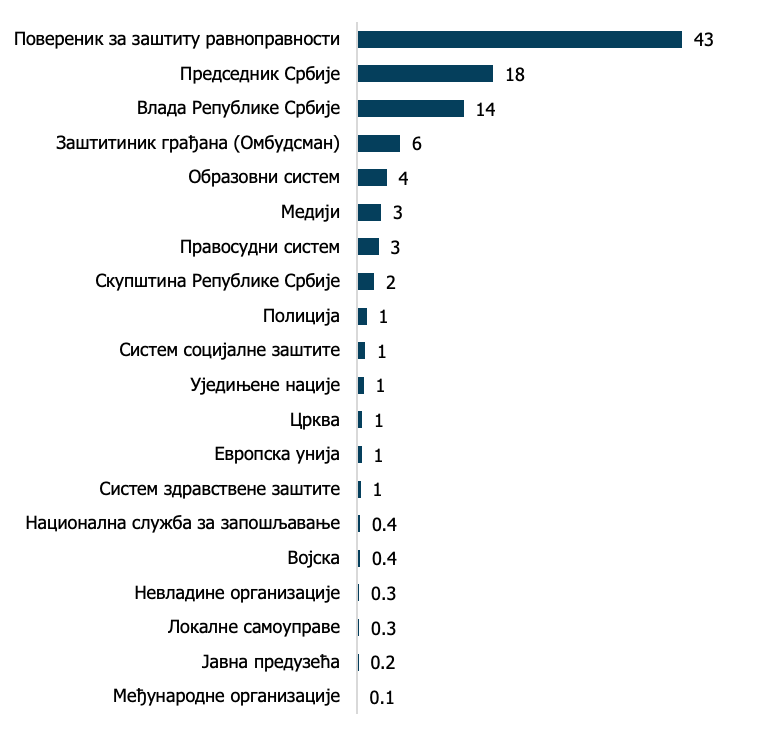 Повереник за заштиту равноправности 43
Председник Србије 18
Влада Републике Србије 14
Заштитиник грађана (Омбудсман) 6
Образовни систем 4
Медији 3
Правосудни систем 3
Скупштина Републике Србије 2
Полиција 1
Систем социјалне заштите 1
Уједињене нације 1
Црква 1
Европска унија 1
Систем здравствене заштите 1
Национална служба за запошљавање 0.4
Војска 0.4
Невладине организације 0.3
Локалне самоуправе 0.3
Јавна предузећа 0.2
Међународне организације 0.1